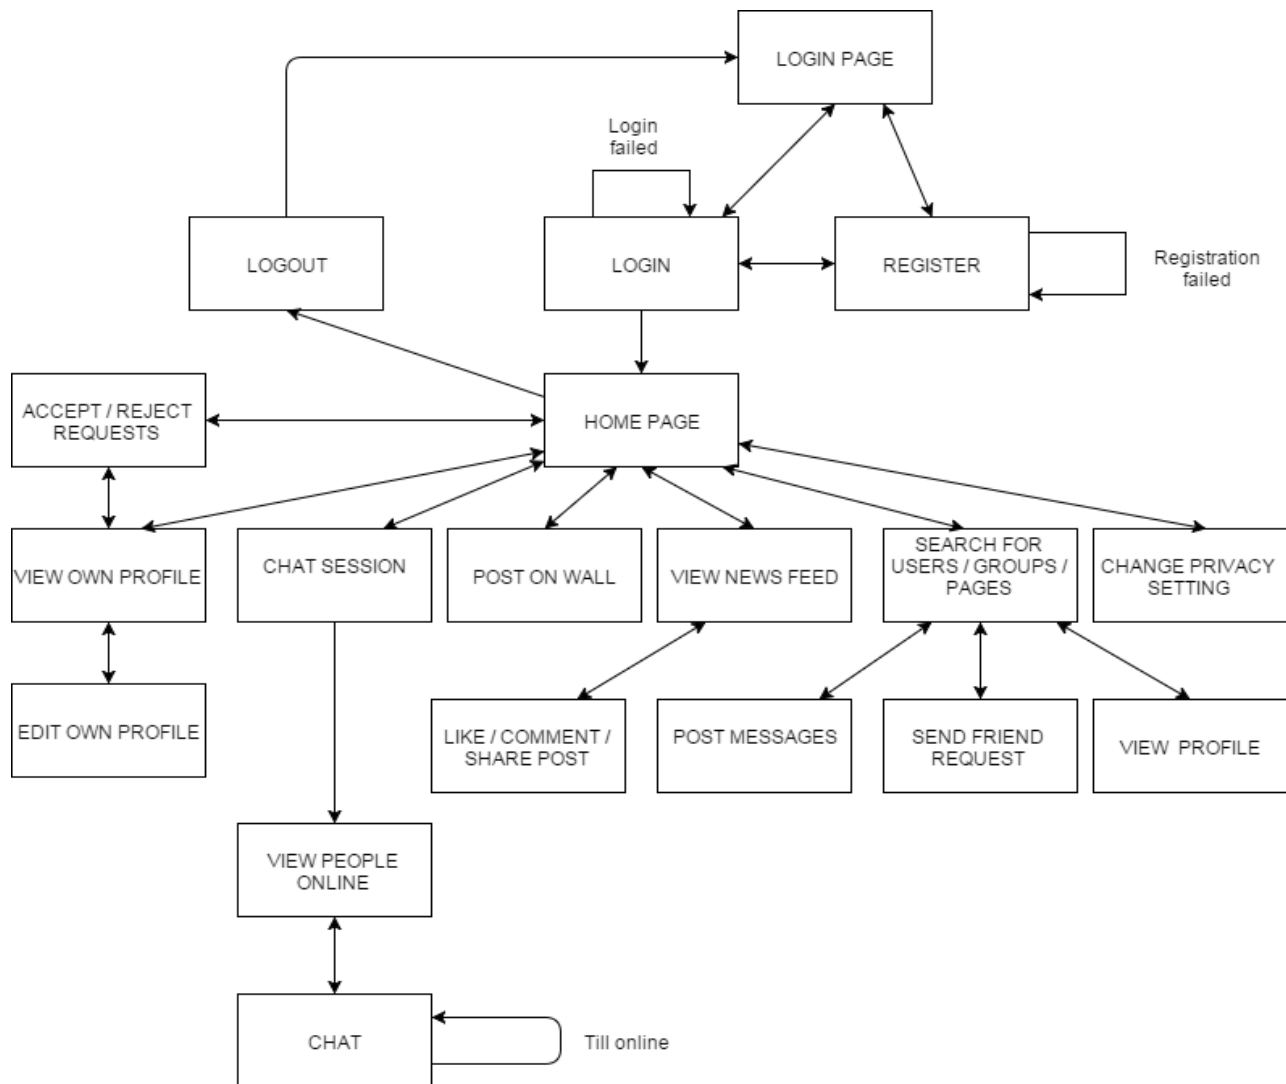 LOGIN PAGE
Login
failed
LOGOUT
LOGIN
REGISTER
Registration
failed
ACCEPT / REJECT
REQUESTS
HOME PAGE
VIEW OWN PROFILE
CHAT SESSION
POST ON WALL
VIEW NEWS FEED
SEARCH FOR
USERS / GROUPS /
PAGES
CHANGE PRIVACY
SETTING
EDIT OWN PROFILE
LIKE / COMMENT /
SHARE POST
POST MESSAGES
SEND FRIEND
REQUEST
VIEW PROFILE
VIEW PEOPLE
ONLINE
CHAT
Till online